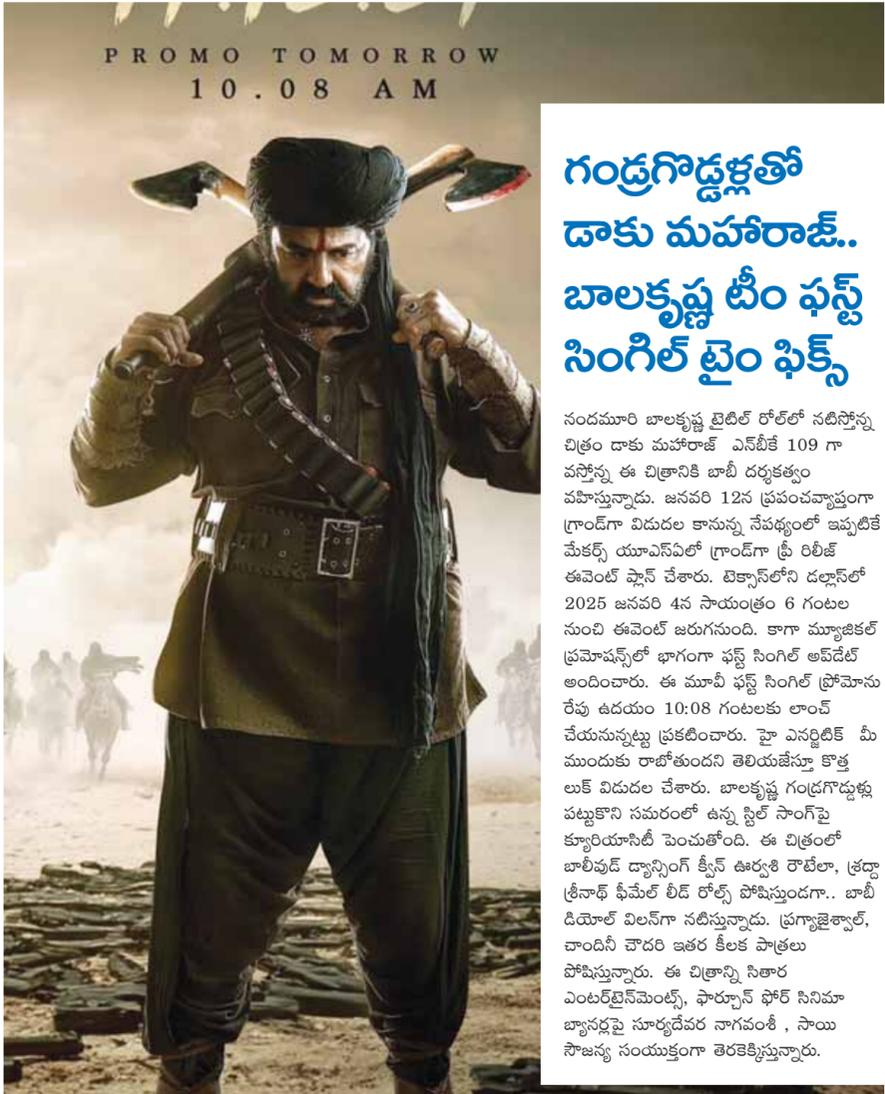 PROMO TOMORROW
10.08 AM
గండ్రగొడ్డళ్లతో
డాకు మహారాజ్..
బాలకృష్ణ టీం ఫస్ట్
సింగిల్ టైం ఫిక్స్
నందమూరి బాలకృష్ణ టైటిల్ రోల్‌లో నటిస్తోన్న
చిత్రం డాకు మహారాజ్ ఎన్‌బీకే 109 గా
వస్తోన్న ఈ చిత్రానికి బాబీ దర్శకత్వం
వహిస్తున్నాడు. జనవరి 12న ప్రపంచవ్యాప్తంగా
గ్రాండ్‌గా విడుదల కానున్న నేపథ్యంలో ఇప్పటికే
మేకర్స్ యూఎస్ఏలో గ్రాండ్‌గా ప్రీ రిలీజ్
ఈవెంట్ ప్లాన్ చేశారు. టెక్సాస్‌లోని డల్లాస్‌లో
2025 జనవరి 4న సాయంత్రం 6 గంటల
నుంచి ఈవెంట్ జరుగనుంది. కాగా మ్యూజికల్
ప్రమోషన్స్‌లో భాగంగా ఫస్ట్ సింగిల్ అప్‌డేట్
అందించారు. ఈ మూవీ ఫస్ట్ సింగిల్ ప్రోమోను
రేపు ఉదయం 10:08 గంటలకు లాంచ్
చేయనున్నట్టు ప్రకటించారు. హై ఎనర్జిటిక్ మీ
ముందుకు రాబోతుందని తెలియజేస్తూ కొత్త
లుక్ విడుదల చేశారు. బాలకృష్ణ గండ్రగొడ్డుళ్లు
పట్టుకొని సమరంలో ఉన్న స్టిల్ సాంగ్‌పై
క్యూరియాసిటీ పెంచుతోంది. ఈ చిత్రంలో
బాలీవుడ్ డ్యాన్సింగ్ క్వీన్ ఊర్వశి రౌటేలా, శ్రద్దా
శ్రీనాథ్ ఫీమేల్ లీడ్ రోల్స్ పోషిస్తుండగా.. బాబీ
డియోల్ విలన్‌గా నటిస్తున్నాడు. ప్రగ్యాజైశ్వాల్,
చాందినీ చౌదరి ఇతర కీలక పాత్రలు
పోషిస్తున్నారు. ఈ చిత్రాన్ని సితార
ఎంటర్‌టైన్‌మెంట్స్, ఫార్చూన్ ఫోర్ సినిమా
బ్యానర్లపై సూర్యదేవర నాగవంశీ , సాయి
సౌజన్య సంయుక్తంగా తెరకెక్కిస్తున్నారు.